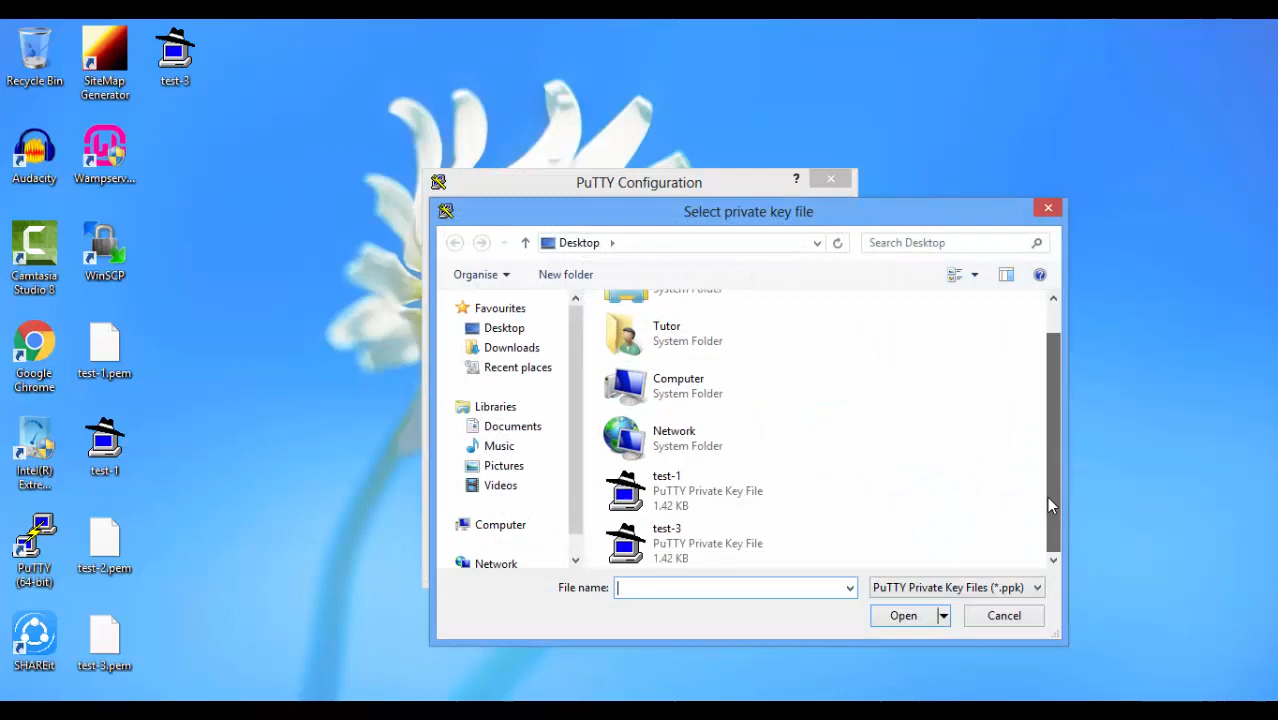 Recycle Bin
SiteMap
Generator
test-3
Audacity
Wampserv...
Camtasia
Studio 8
WinSCP
Google
Chrome
test-1.pem
Intel(R)
Extre...
test-1
PuTTY
(64-bit)
test-2.pem
SHAREit
test-3.pem
PuTTY Configuration
?
Select private key file
Desktop
Search Desktop
Organise
New folder
Favourites
Desktop
Downloads
Recent places
Libraries
Documents
Music
Pictures
Videos
Computer
Network
System Folder
Tutor
System Folder
Computer
System Folder
Network
System Folder
test-1
PuTTY Private Key File
1.42 KB
test-3
PuTTY Private Key File
1.42 KB
File name:
PuTTY Private Key Files (*.ppk)
Open
Cancel